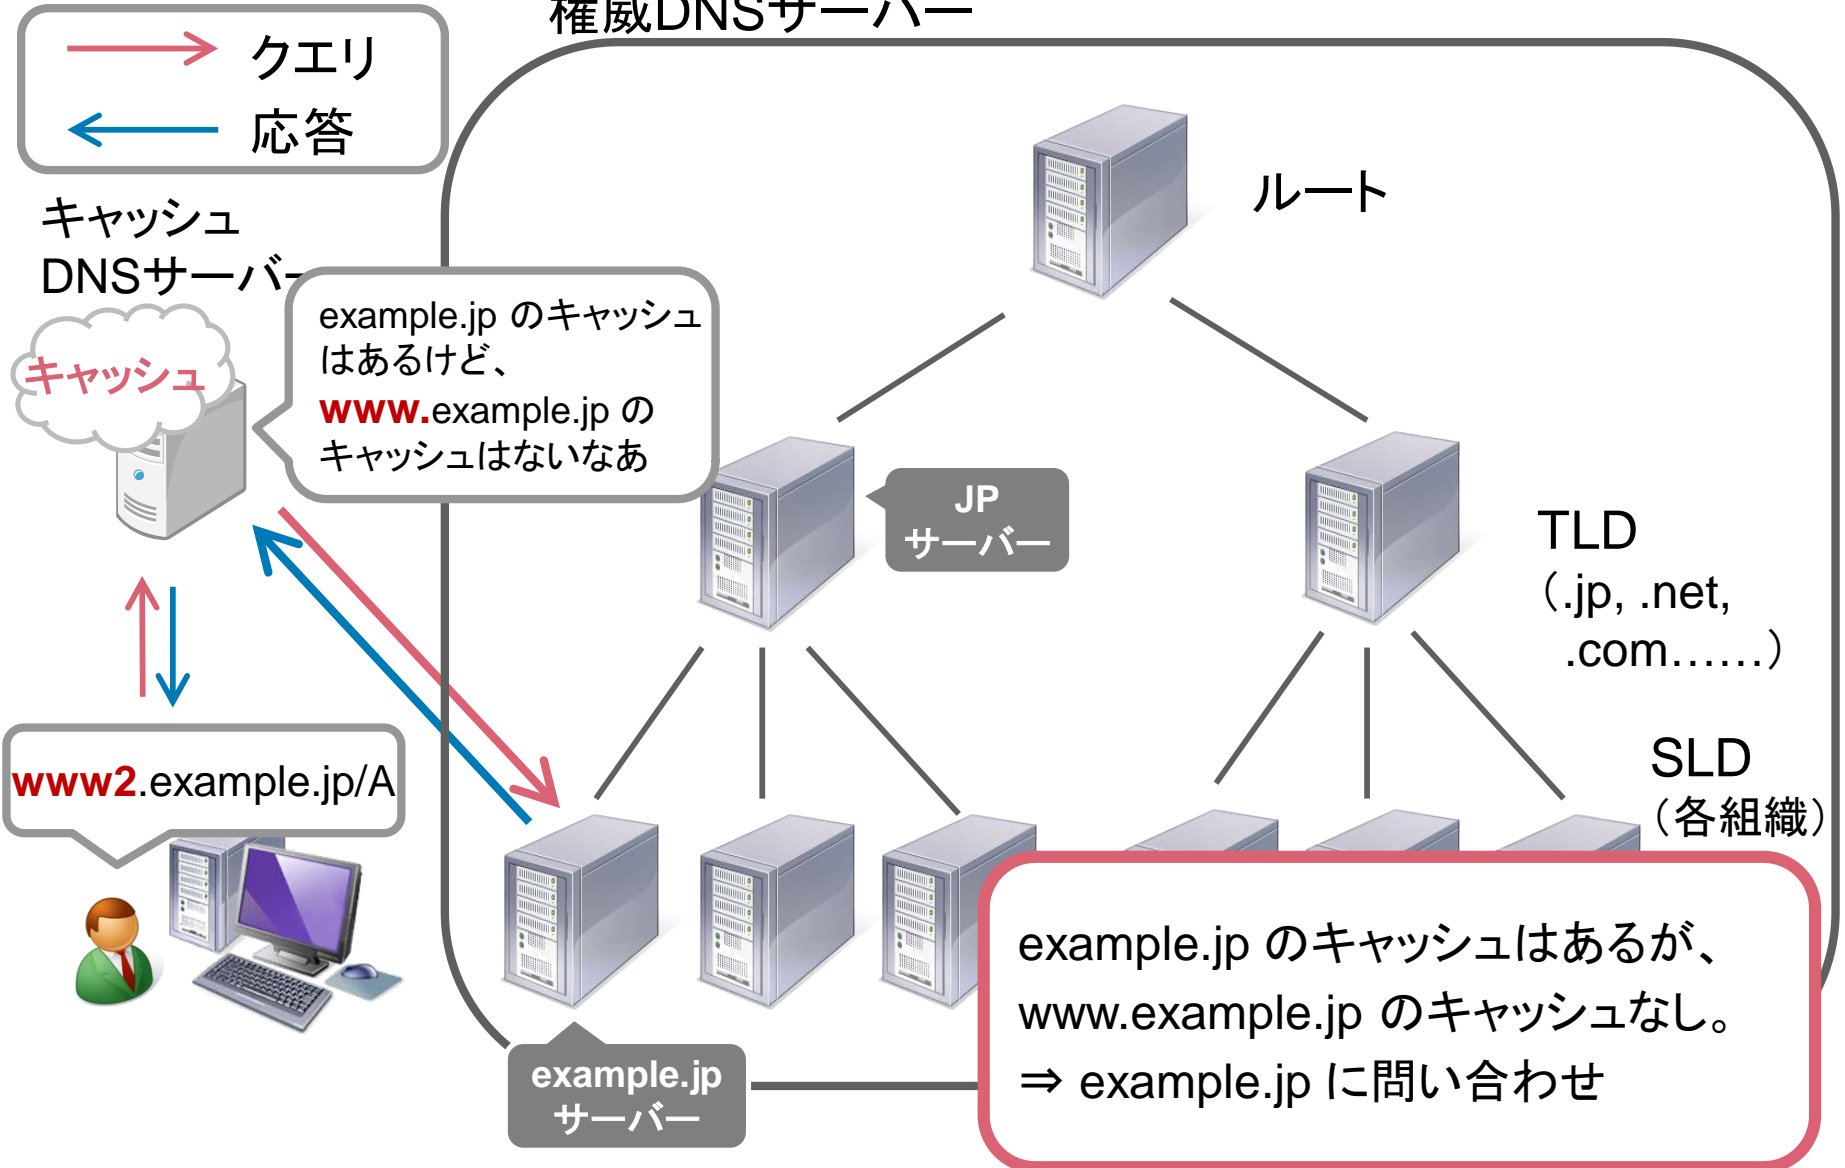 権威DNSサーバー
クエリ
応答
キャッシュ
DNSサーバー
キャッシュ
example.jp のキャッシュ
はあるけど、
www.example.jp の
キャッシュはないなあ
ルート
JP
サーバー
TLD
（.jp, .net,
.com……）
SLD
（各組織）
www2.example.jp/A
example.jp
サーバー
example.jp のキャッシュはあるが、
www.example.jp のキャッシュなし。
⇒ example.jp に問い合わせ